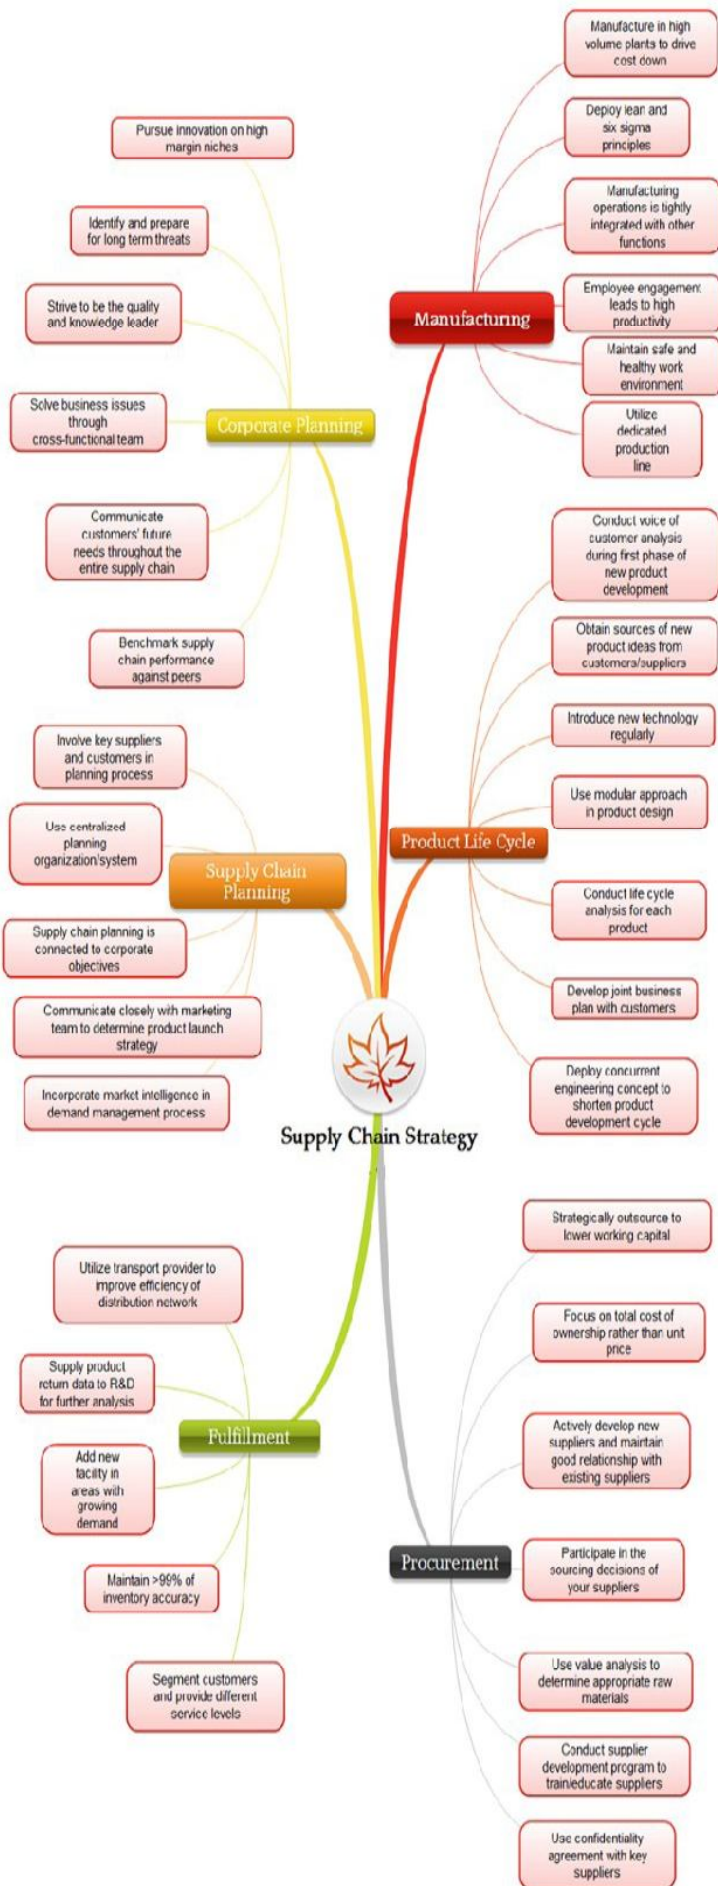 Manufacture in high
volume plants to drive
cost down
Deploy lean and
six sigma
principles
Manufacturing
operations is tightly
integrated with other
functions
Employee engagement
leads to high
productivity
Maintain safe and
healthy work
environment
Utilize
dedicated
production
line
Manufacturing
Pursue innovation on high
margin niches
Identify and prepare
for long term threats
Strive to be the quality
and knowledge leader
Solve business issues
through
cross-functional team
Communicate
customers' future
needs throughout the
entire supply chain
Benchmark supply
chain performance
against peers
Corporate Planning
Conduct voice of
customer analysis
during first phase of
new product
development
Obtain sources of new
product ideas from
customers/suppliers
Introduce new technology
regularly
Use modular approach
in product design
Conduct life cycle
analysis for each
product
Develop joint business
plan with customers
Deploy concurrent
engineering concept to
shorten product
development cycle
Product Life Cycle
Involve key suppliers
and customers in
planning process
Use centralized
planning
organization/system
Supply chain planning is
connected to corporate
objectives
Communicate closely with marketing
team to determine product launch
strategy
Incorporate market intelligence in
demand management process
Supply Chain
Planning
Supply Chain Strategy
Utilize transport provider to
improve efficiency of
distribution network
Supply product
return data to R&D
for further analysis
Add new
facility in
areas with
growing
demand
Maintain >99% of
inventory accuracy
Segment customers
and provide different
service levels
Fulfillment
Strategically outsource to
lower working capital
Focus on total cost of
ownership rather than unit
price
Actively develop new
suppliers and maintain
good relationship with
existing suppliers
Participate in the
sourcing decisions of
your suppliers
Use value analysis to
determine appropriate raw
materials
Conduct supplier
development program to
train/educate suppliers
Use confidentiality
agreement with key
suppliers
Procurement